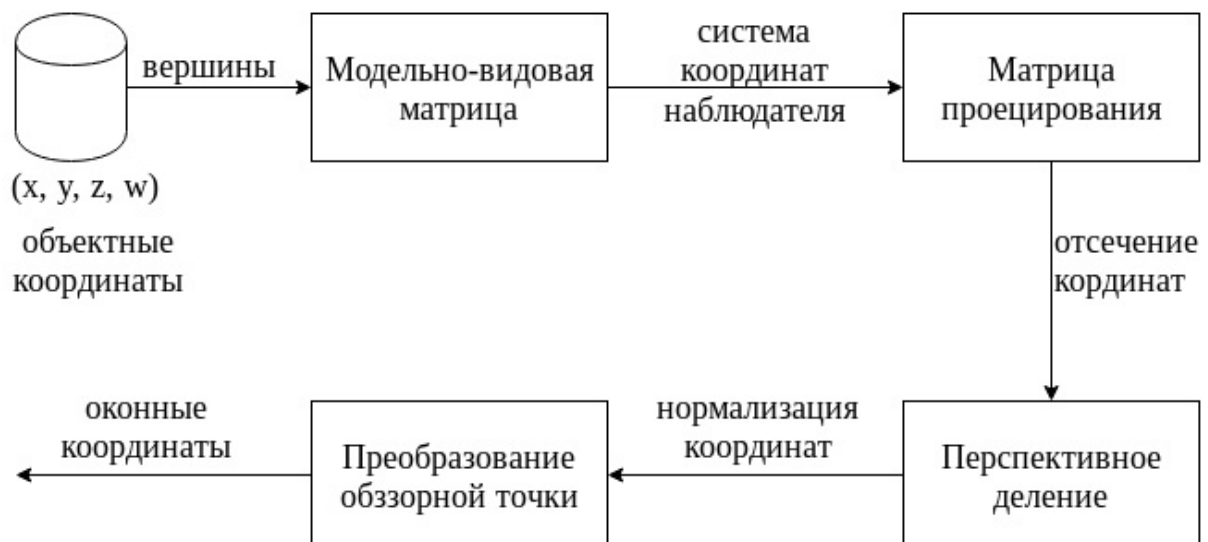 вершины
Модельно-видовая
матрица
система
координат
наблюдателя
Матрица
проецирования
(x, y, z, w)
объектные
координаты
отсечение
кординат
оконные
координаты
Преобразование
обззорной точки
нормализация
координат
Перспективное
деление